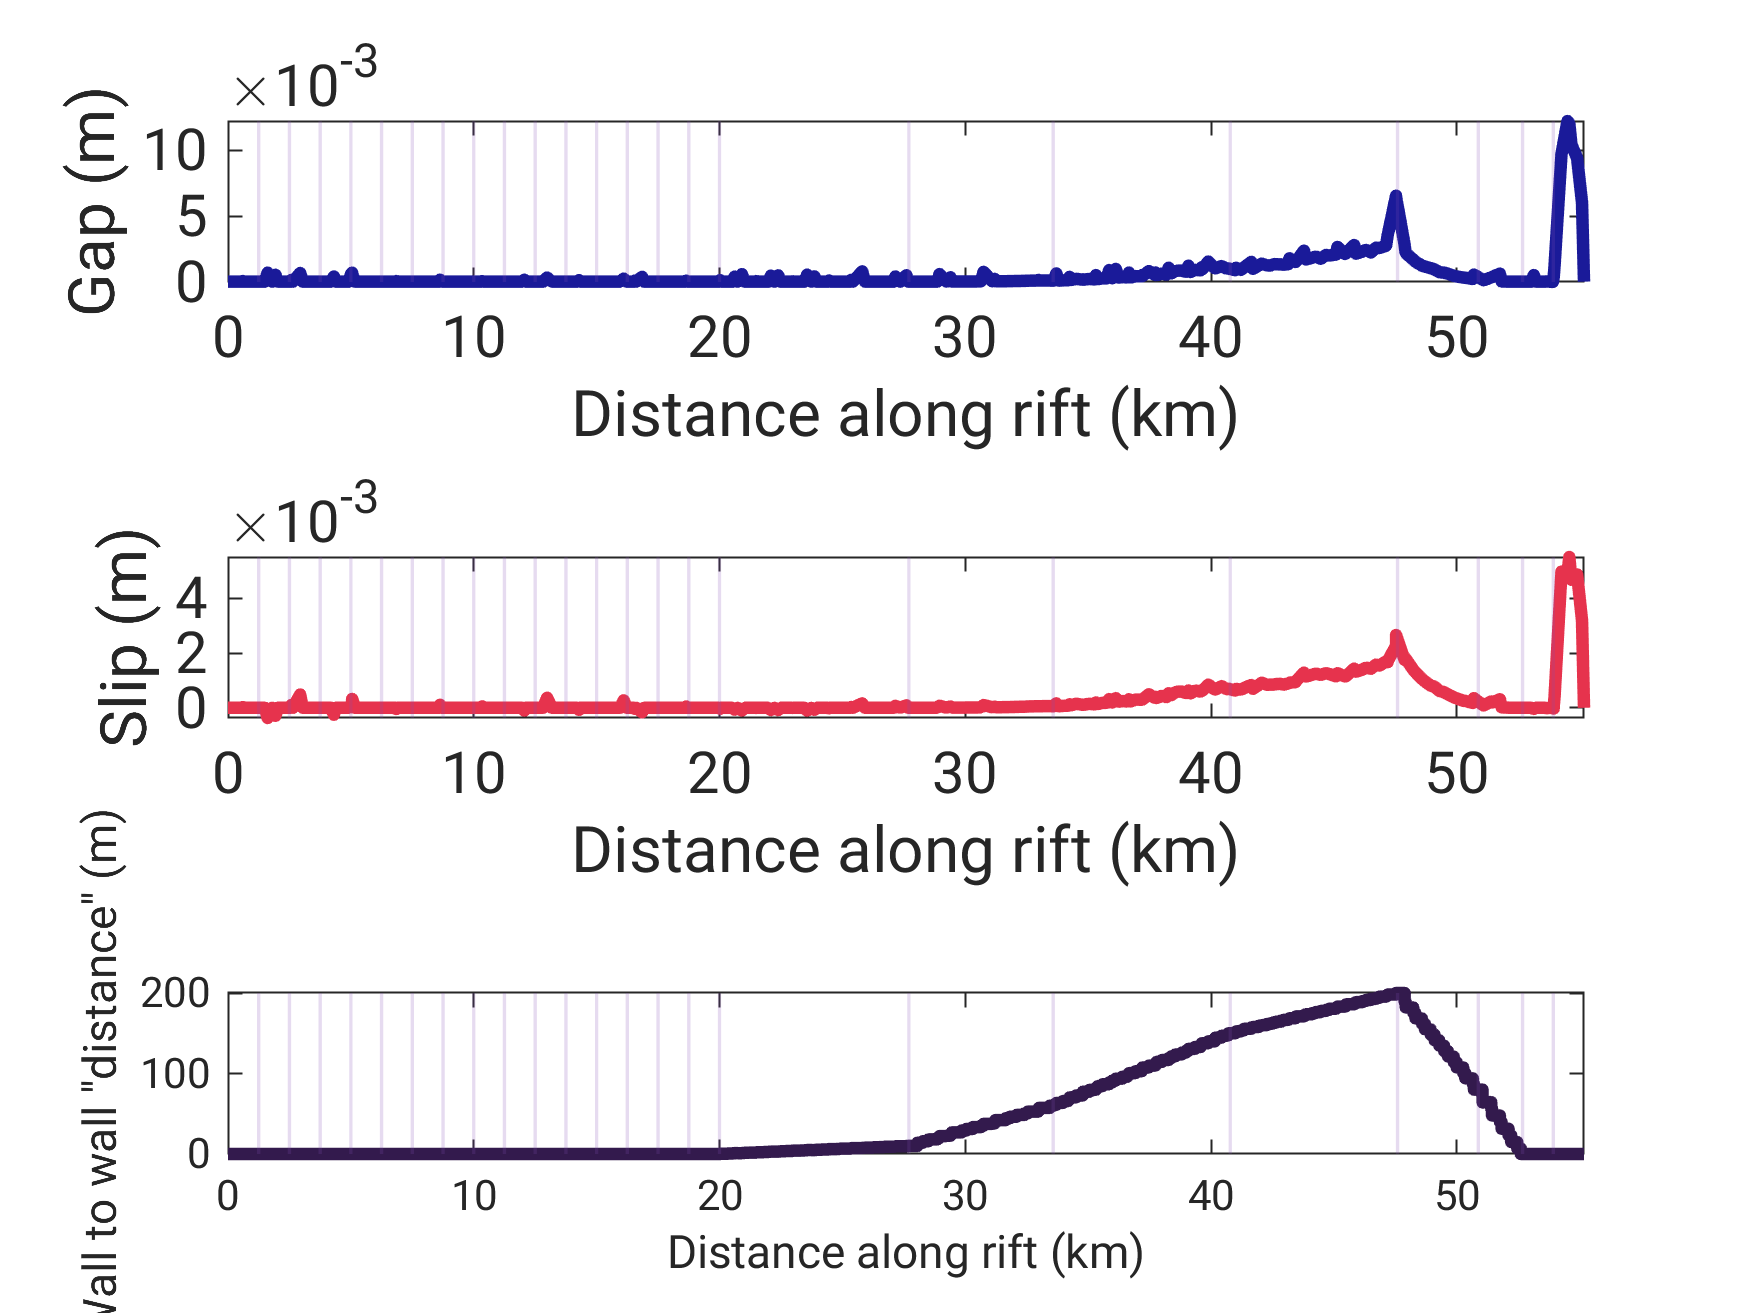 ×10⁻³
Gap (m)
10
5
0
0 10 20 30 40 50
Distance along rift (km)
×10⁻³
Slip (m)
4
2
0
0 10 20 30 40 50
Distance along rift (km)
to wall "distance" (m)
200
100
0
0 10 20 30 40 50
Distance along rift (km)